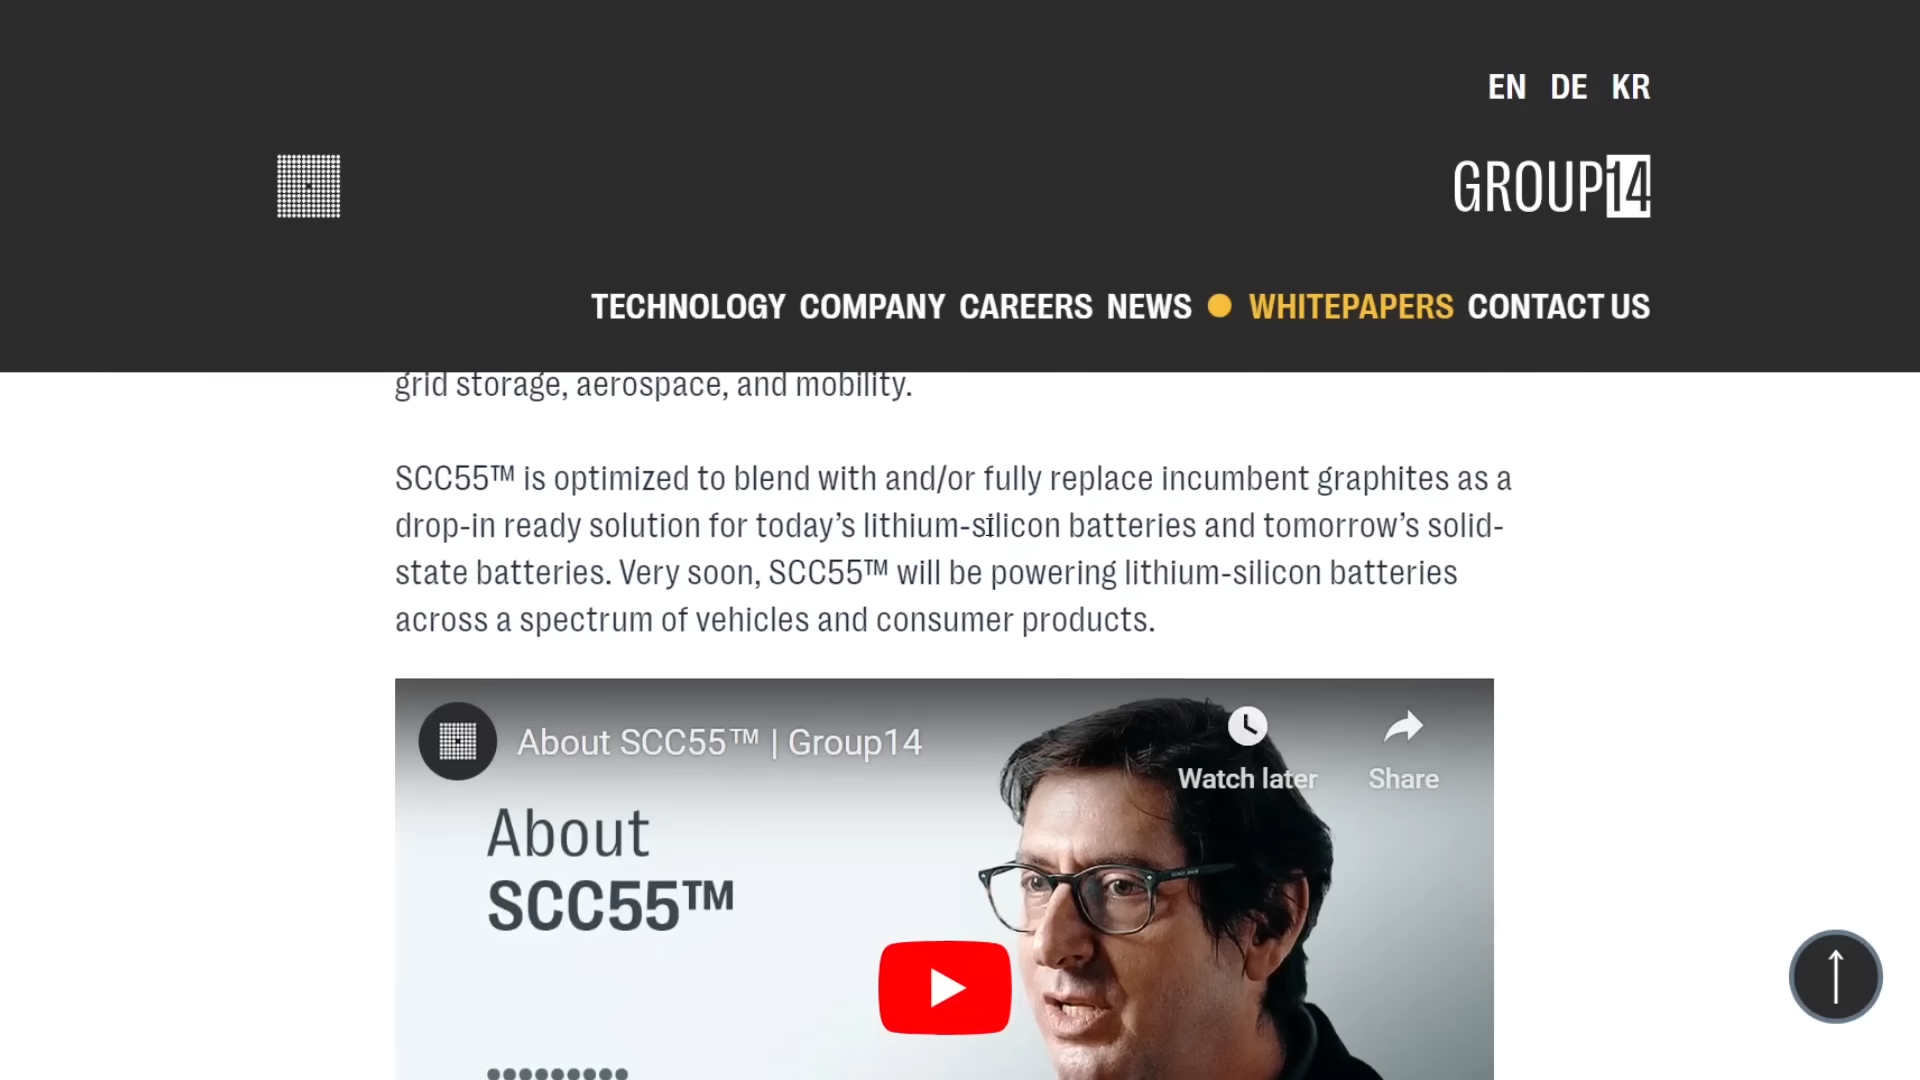 EN DE KR
GROUP14
TECHNOLOGY COMPANY CAREERS NEWS WHITEPAPERS CONTACT US
grid storage, aerospace, and mobility.
SCC55™ is optimized to blend with and/or fully replace incumbent graphites as a
drop-in ready solution for today’s lithium-silicon batteries and tomorrow’s solid-
state batteries. Very soon, SCC55™ will be powering lithium-silicon batteries
across a spectrum of vehicles and consumer products.
About SCC55™ | Group14
Watch later
Share
About
SCC55™